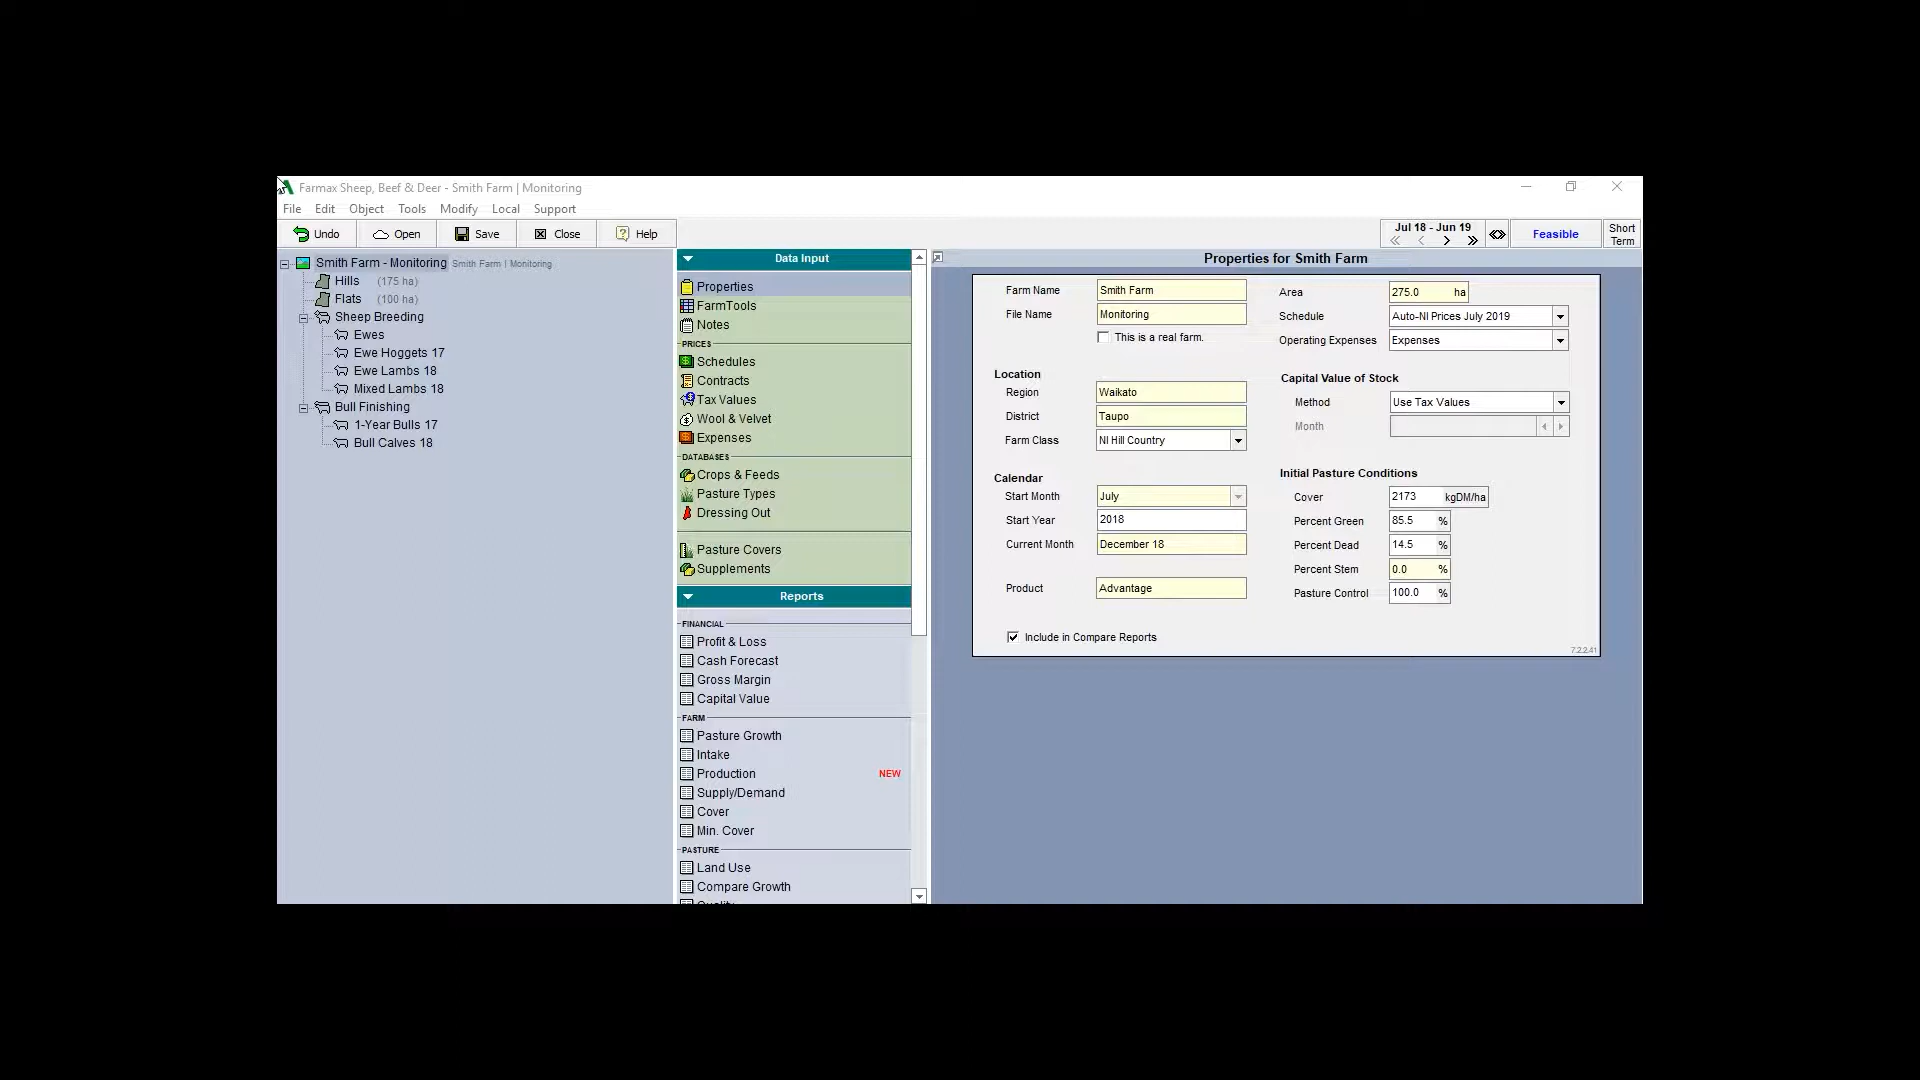 Farmax Sheep, Beef & Deer - Smith Farm | Monitoring
File Edit Object Tools Modify Local Support
Undo Open Save Close Help
Jul 18 - Jun 19
Feasible
Short Term
Smith Farm - Monitoring Smith Farm | Monitoring
Hills (175 ha)
Flats (100 ha)
Sheep Breeding
Ewes
Ewe Hoggets 17
Ewe Lambs 18
Mixed Lambs 18
Bull Finishing
1-Year Bulls 17
Bull Calves 18
Data Input
Properties
FarmTools
Notes
PRICES
Schedules
Contracts
Tax Values
Wool & Velvet
Expenses
DATABASES
Crops & Feeds
Pasture Types
Dressing Out
Pasture Covers
Supplements
Reports
FINANCIAL
Profit & Loss
Cash Forecast
Gross Margin
Capital Value
FARM
Pasture Growth
Intake
Production NEW
Supply/Demand
Cover
Min. Cover
PASTURE
Land Use
Compare Growth
Properties for Smith Farm
Farm Name Smith Farm
File Name Monitoring
This is a real farm.
Location
Region Waikato
District Taupo
Farm Class NI Hill Country
Calendar
Start Month July
Start Year 2018
Current Month December 18
Product Advantage
Include in Compare Reports
Area 275.0 ha
Schedule Auto-NI Prices July 2019
Operating Expenses Expenses
Capital Value of Stock
Method Use Tax Values
Month
Initial Pasture Conditions
Cover 2173 kgDM/ha
Percent Green 85.5 %
Percent Dead 14.5 %
Percent Stem 0.0 %
Pasture Control 100.0 %
7.2.2.41